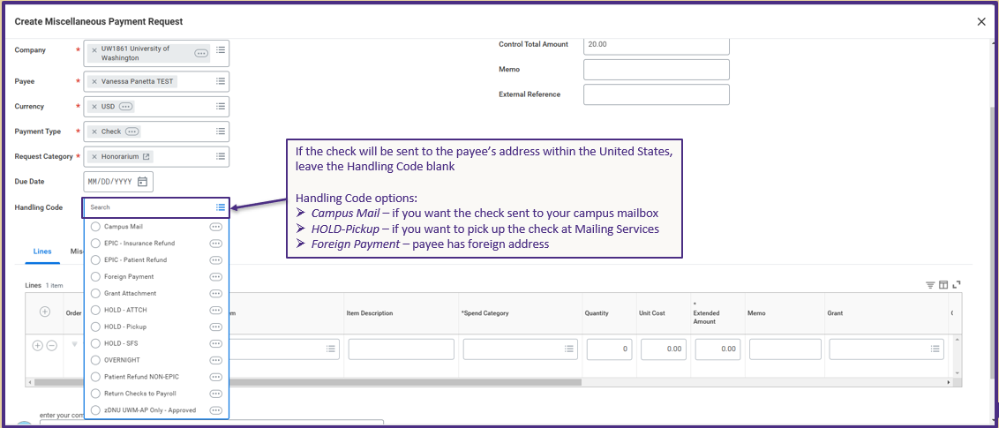 Create Miscellaneous Payment Request
Company * UW1861 University of
Washington
Payee * Vanessa Panetta TEST
Currency * USD
Payment Type * Check
Request Category * Honorarium
Due Date MM/DD/YYYY
Handling Code Search
Control Total Amount 20.00
Memo
External Reference
If the check will be sent to the payee’s address within the United States,
leave the Handling Code blank
Handling Code options:
➢ Campus Mail – if you want the check sent to your campus mailbox
➢ HOLD-Pickup – if you want to pick up the check at Mailing Services
➢ Foreign Payment – payee has foreign address
Campus Mail
EPIC - Insurance Refund
EPIC - Patient Refund
Foreign Payment
Grant Attachment
HOLD - ATTCH
HOLD - Pickup
HOLD - SFS
OVERNIGHT
Patient Refund NON-EPIC
Return Checks to Payroll
zDNU UWM-AP Only - Approved
Lines Mis
Lines 1 item
Order em Item Description *Spend Category Quantity Unit Cost *
Extended
Amount Memo Grant
0 0.00 0.00
enter your com